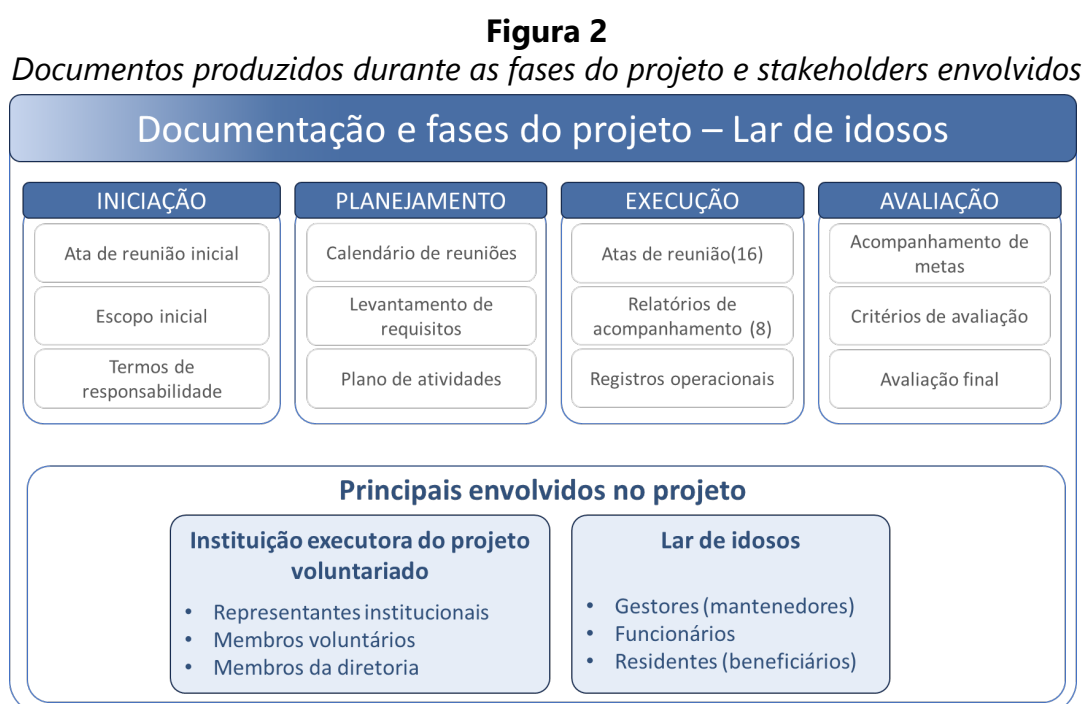 Figura 2
Documentos produzidos durante as fases do projeto e stakeholders envolvidos
Documentação e fases do projeto – Lar de idosos
INICIAÇÃO
Ata de reunião inicial
Escopo inicial
Termos de
responsabilidade
PLANEJAMENTO
Calendário de reuniões
Levantamento de
requisitos
Plano de atividades
EXECUÇÃO
Atas de reunião(16)
Relatórios de
acompanhamento (8)
Registros operacionais
AVALIAÇÃO
Acompanhamento de
metas
Critérios de avaliação
Avaliação final
Principais envolvidos no projeto
Instituição executora do projeto
voluntariado
• Representantes institucionais
• Membros voluntários
• Membros da diretoria
Lar de idosos
• Gestores (mantenedores)
• Funcionários
• Residentes (beneficiários)